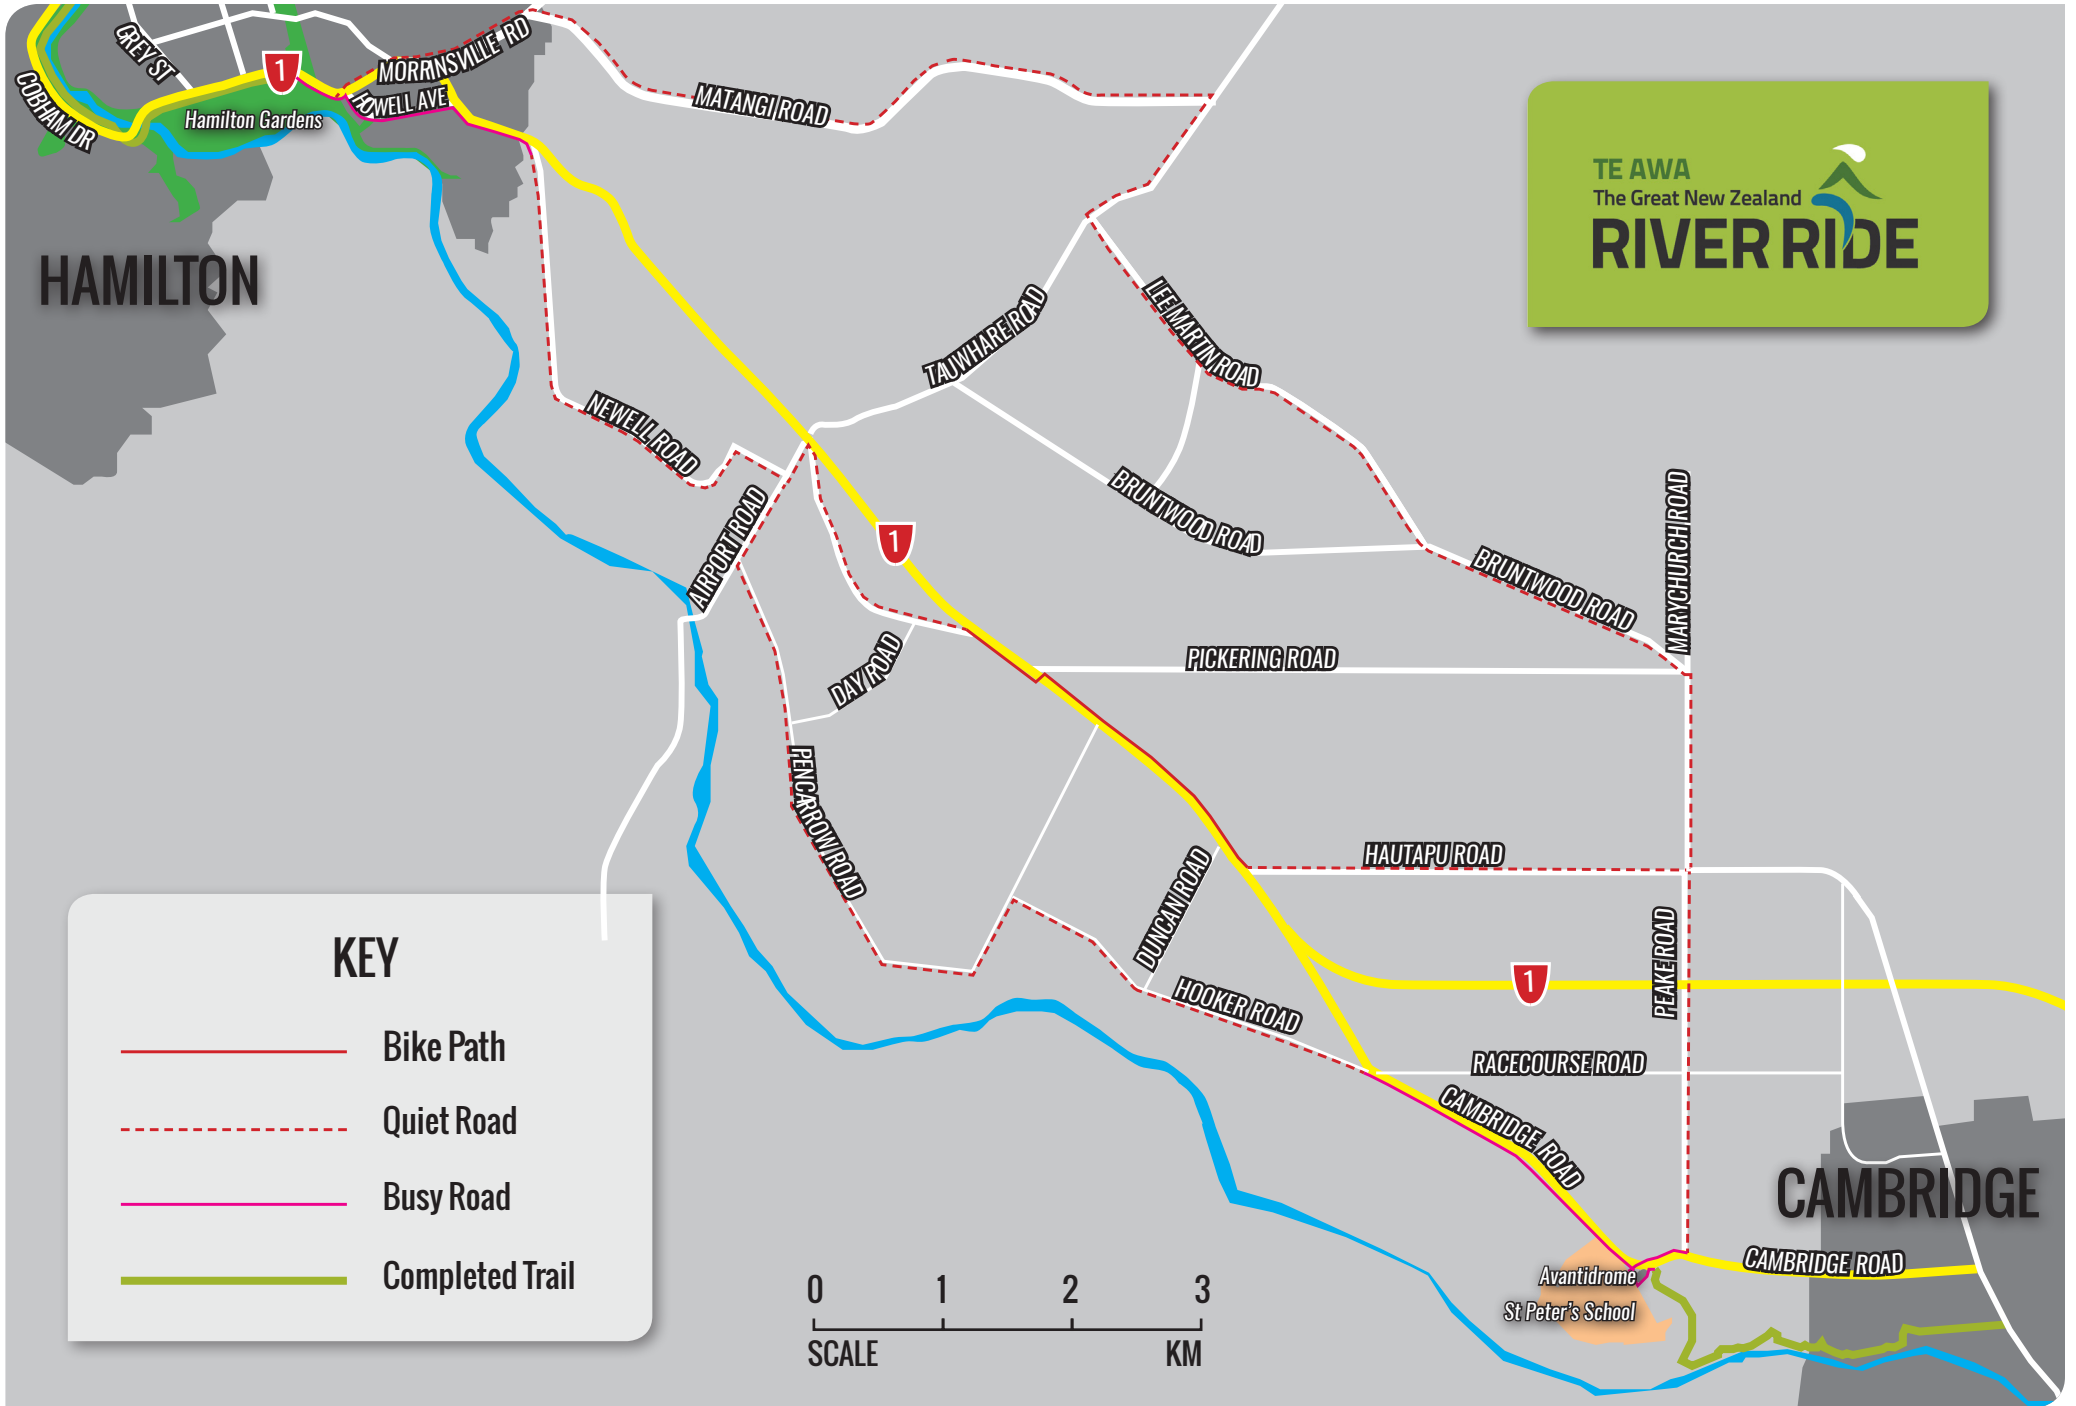 GREY ST
COBHAM DR
1
Hamilton Gardens
MORRINSVILLE RD
HOWELL AVE
MATANGI ROAD
HAMILTON
TE AWA
The Great New Zealand
RIVER RIDE
TAUWHARE ROAD
LEE MARTIN ROAD
NEWELL ROAD
AIRPORT ROAD
1
BRUNTWOOD ROAD
BRUNTWOOD ROAD
MARYCHURCH ROAD
DAY ROAD
PICKERING ROAD
PENCARROW ROAD
DUNCAN ROAD
HAUTAPU ROAD
HOOKER ROAD
1
PEAKE ROAD
RACECOURSE ROAD
CAMBRIDGE ROAD
CAMBRIDGE
CAMBRIDGE ROAD
Avantidrome
St Peter's School
KEY
Bike Path
Quiet Road
Busy Road
Completed Trail
0 1 2 3
SCALE KM